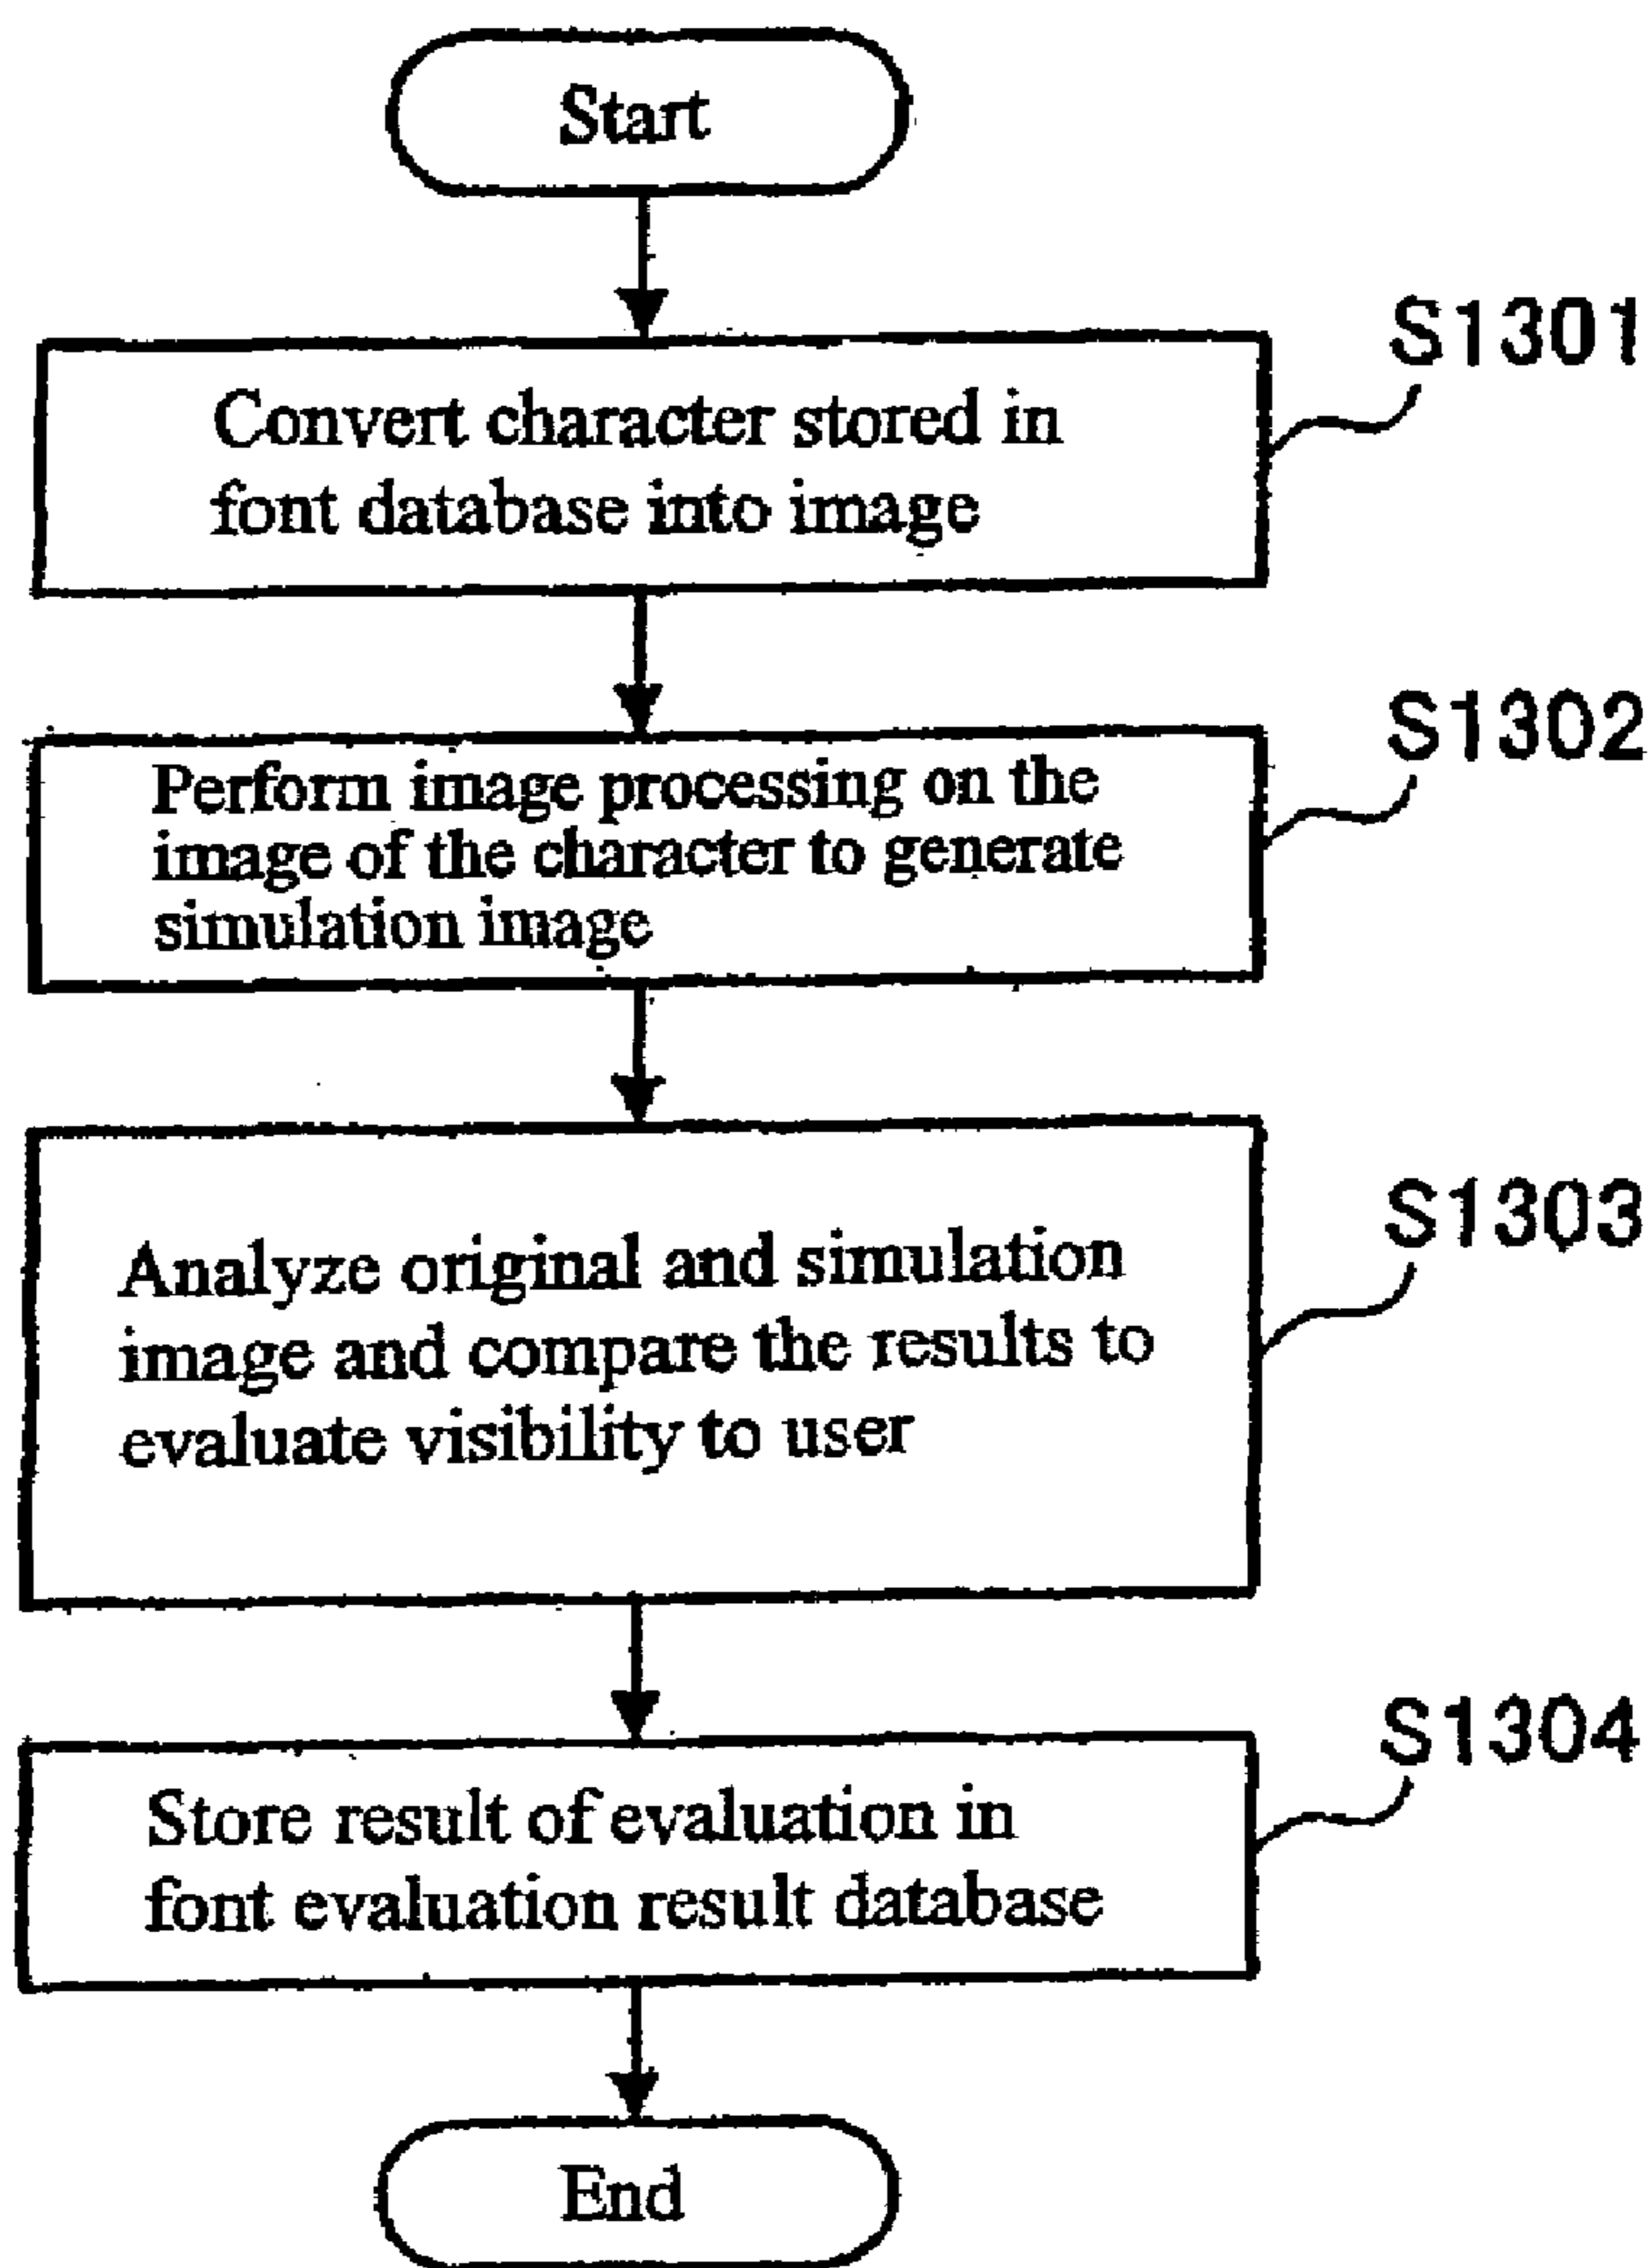 Start
S1301
Convert character stored in
font database into image
S1302
Perform image processing on the
image of the character to generate
simulation image
S1303
Analyze original and simulation
image and compare the results to
evaluate visibility to user
S1304
Store result of evaluation in
font evaluation result database
End